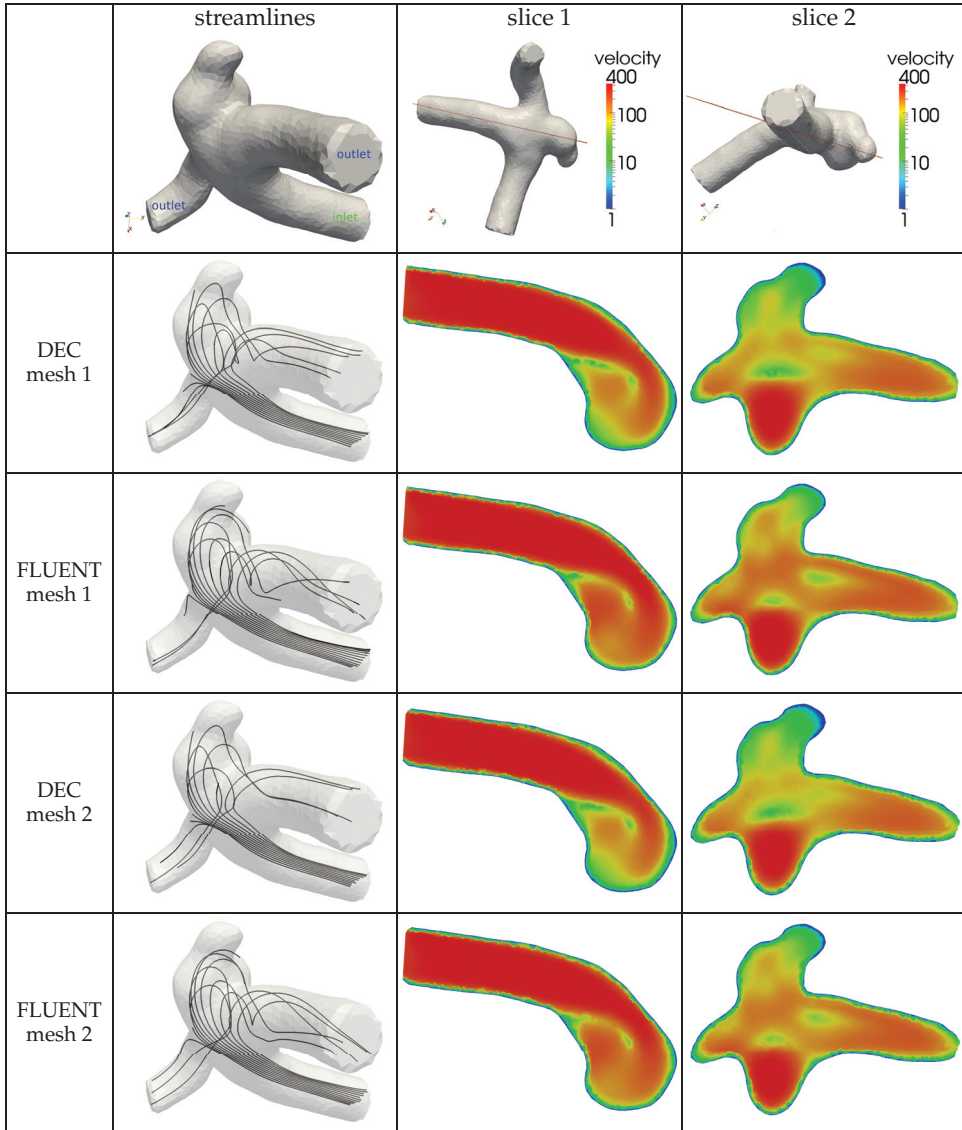 streamlines
slice 1
slice 2
outlet
outlet
inlet
velocity
400
100
10
1
velocity
400
100
10
1
DEC
mesh 1
FLUENT
mesh 1
DEC
mesh 2
FLUENT
mesh 2